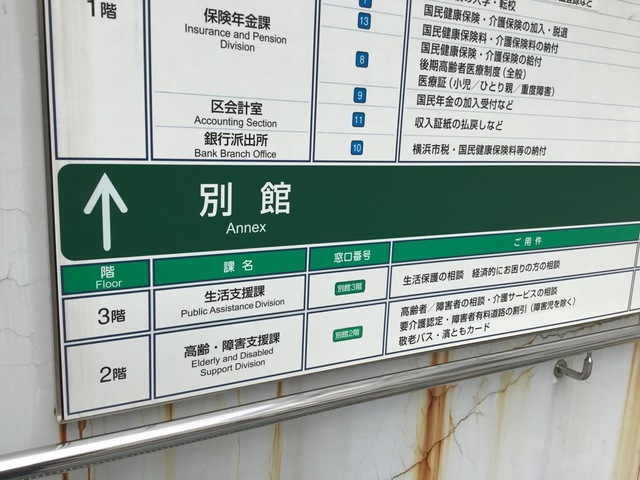 1階
保険年金課
Insurance and Pension
Division
7
・転校
13
国民健康保険・介護保険の加入・脱退
国民健康保険料・介護保険料の納付
8
国民健康保険・介護保険の給付
後期高齢者医療制度(全般)
医療証(小児/ひとり親/重度障害)
9
国民年金の加入受付など
区会計室
Accounting Section
11
収入証紙の払戻しなど
銀行派出所
Bank Branch Office
10
横浜市税・国民健康保険料等の納付
別館
Annex
階
Floor
課名
窓口番号
ご用件
3階
生活支援課
Public Assistance Division
別館3階
生活保護の相談 経済的にお困りの方の相談
2階
高齢・障害支援課
Elderly and Disabled
Support Division
別館2階
高齢者/障害者の相談・介護サービスの相談
要介護認定・障害者有料道路の割引(障害児を除く)
敬老パス・濱ともカード